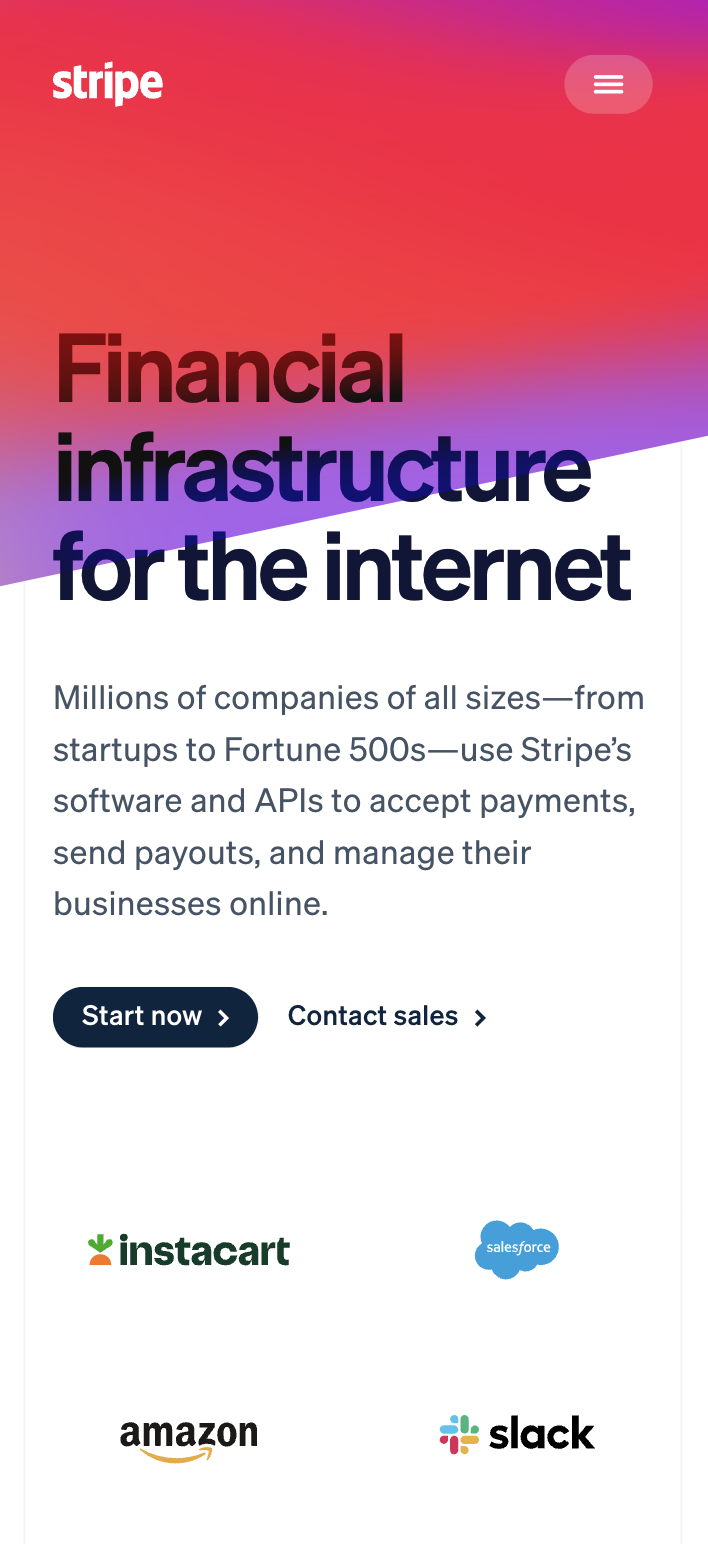 stripe
Financial
infrastructure
for the internet
Millions of companies of all sizes—from
startups to Fortune 500s—use Stripe’s
software and APIs to accept payments,
send payouts, and manage their
businesses online.
Start now
Contact sales
instacart
salesforce
amazon
slack